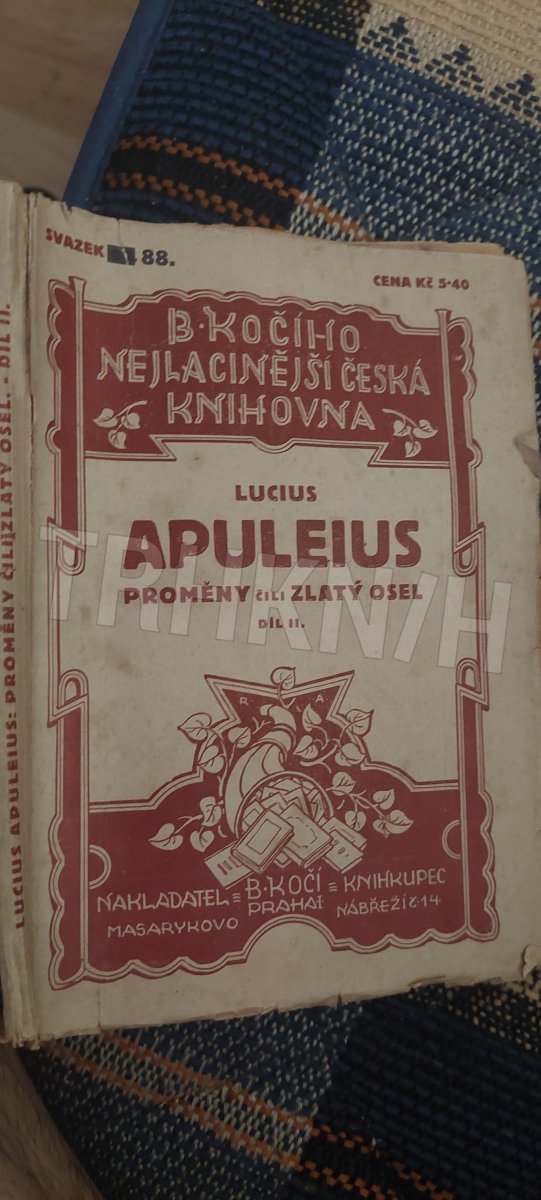 SVAZEK 88.
CENA Kč 5·40
B·KOČÍHO
NEJLACINĚJŠÍ ČESKÁ
KNIHOVNA
LUCIUS
APULEIUS
PROMĚNY ČILI ZLATÝ OSEL
DÍL II.
NAKLADATEL = B·KOČÍ = KNIHKUPEC
MASARYKOVO PRAHA I NÁBŘEŽÍ č·14
LUCIUS APULEIUS: PROMĚNY ČILI ZLATÝ OSEL. - DÍL II.